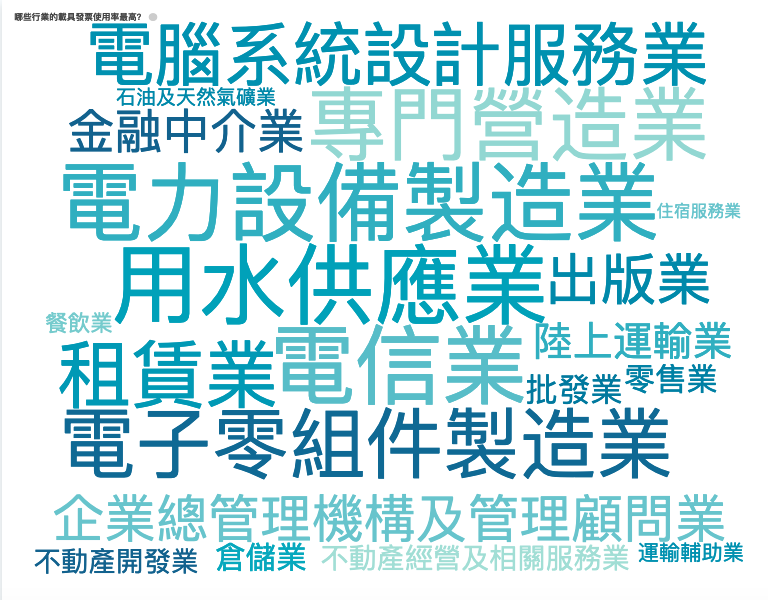 哪些行業的載具發票使用率最高?
電腦系統設計服務業
石油及天然氣礦業
金融中介業
專門營造業
電力設備製造業
住宿服務業
用水供應業
出版業
餐飲業
電信業
陸上運輸業
租賃業
批發業
零售業
電子零組件製造業
企業總管理機構及管理顧問業
不動產開發業
倉儲業
不動產經營及相關服務業
運輸輔助業